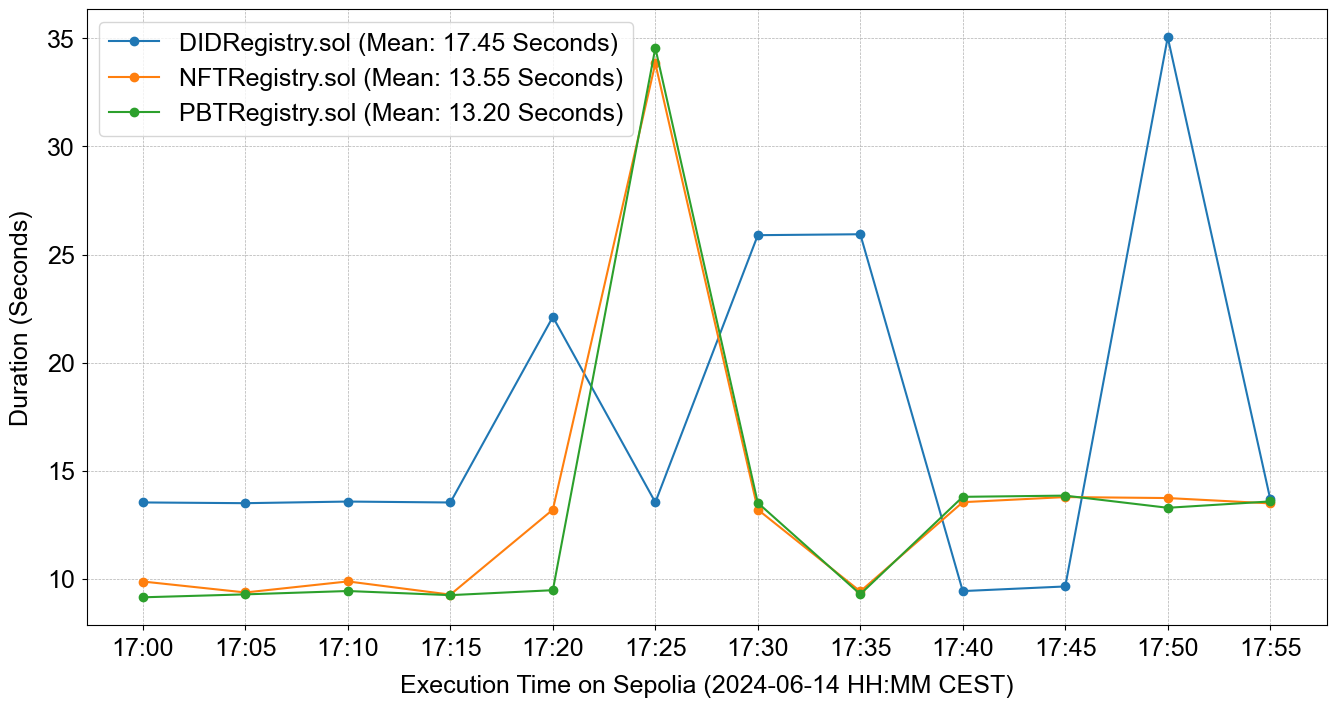 DIDRegistry.sol (Mean: 17.45 Seconds)
NFTRegistry.sol (Mean: 13.55 Seconds)
PBTRegistry.sol (Mean: 13.20 Seconds)
Duration (Seconds)
35
30
25
20
15
10
17:00 17:05 17:10 17:15 17:20 17:25 17:30 17:35 17:40 17:45 17:50 17:55
Execution Time on Sepolia (2024-06-14 HH:MM CEST)